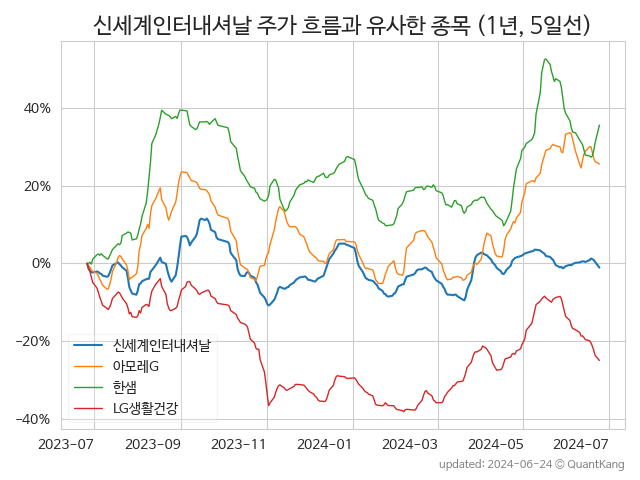 신세계인터내셔날 주가 흐름과 유사한 종목 (1년, 5일선)
40%
20%
0%
−20%
−40%
신세계인터내셔날
아모레G
한샘
LG생활건강
2023-07
2023-09
2023-11
2024-01
2024-03
2024-05
2024-07
updated: 2024-06-24 ⓒ QuantKang